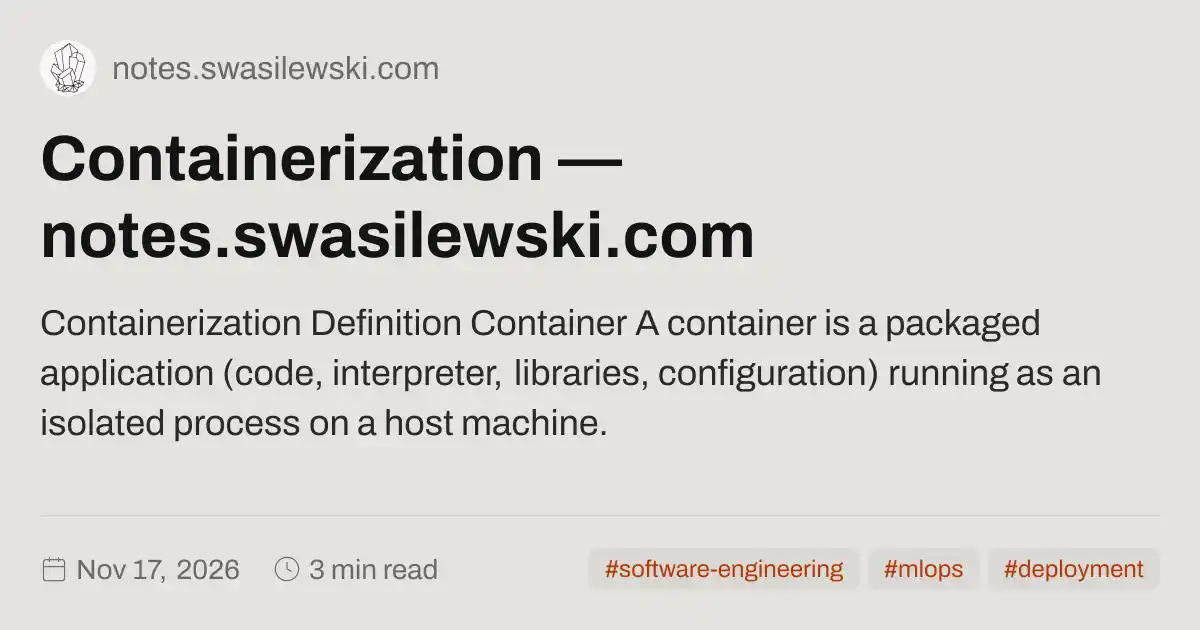 notes.swasilewski.com
Containerization —
notes.swasilewski.com
Containerization Definition Container A container is a packaged
application (code, interpreter, libraries, configuration) running as an
isolated process on a host machine.
Nov 17, 2026 3 min read #software-engineering #mlops #deployment